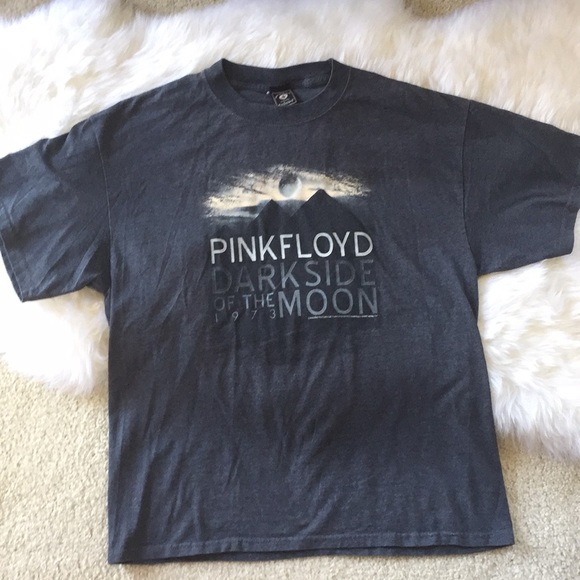 PINKFLOYD
DARKSIDE
OF THE MOON
1973